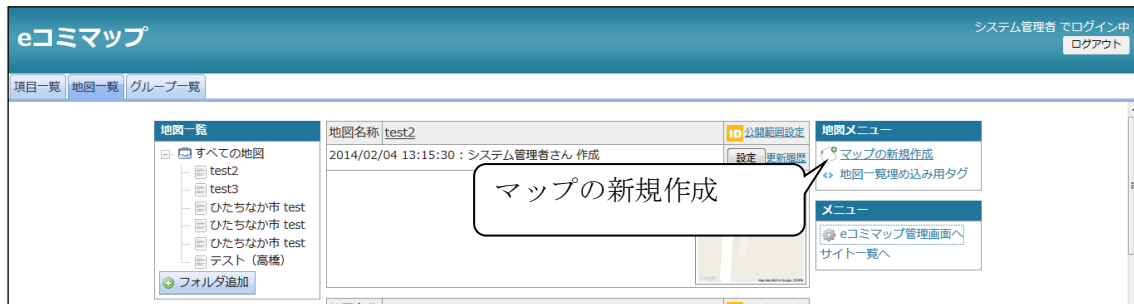 eコミマップ
システム管理者 でログイン中
ログアウト
項目一覧 地図一覧 グループ一覧
地図一覧
すべての地図
test2
test3
ひたちなか市 test
ひたちなか市 test
ひたちなか市 test
テスト（高橋）
フォルダ追加
地図名称 test2
ID 公開範囲設定
2014/02/04 13:15:30 : システム管理者さん 作成
設定 更新履歴
マップの新規作成
地図メニュー
マップの新規作成
地図一覧埋め込み用タグ
メニュー
eコミマップ管理画面へ
サイト一覧へ